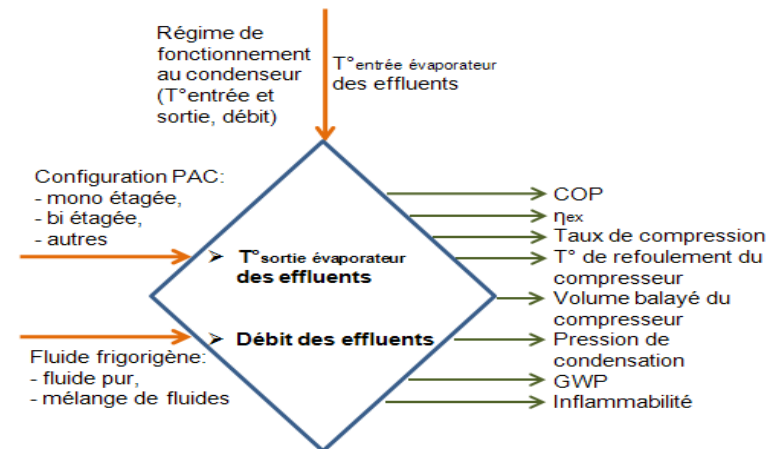 Régime de
fonctionnement
au condenseur
(T°entrée et
sortie, débit)
T°entrée évaporateur
des effluents
Configuration PAC:
- mono étagée,
- bi étagée,
- autres
➢ T°sortie évaporateur
des effluents
➢ Débit des effluents
Fluide frigorigène:
- fluide pur,
- mélange de fluides
COP
ηex
Taux de compression
T° de refoulement du
compresseur
Volume balayé du
compresseur
Pression de
condensation
GWP
Inflammabilité